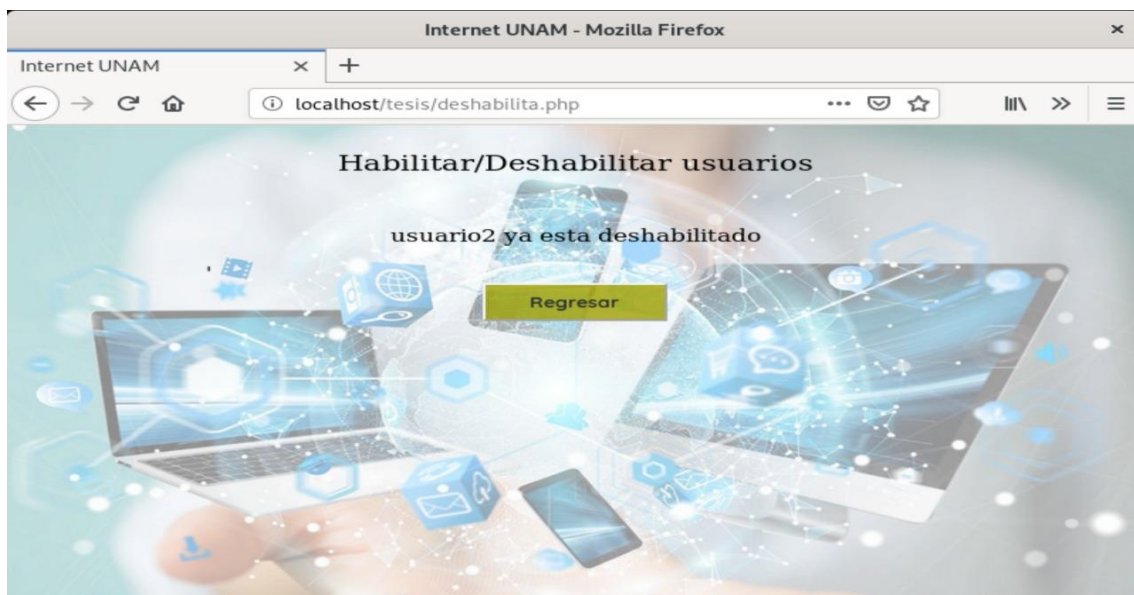 Internet UNAM - Mozilla Firefox
Internet UNAM
localhost/tesis/deshabilita.php
Habilitar/Deshabilitar usuarios
usuario2 ya esta deshabilitado
Regresar